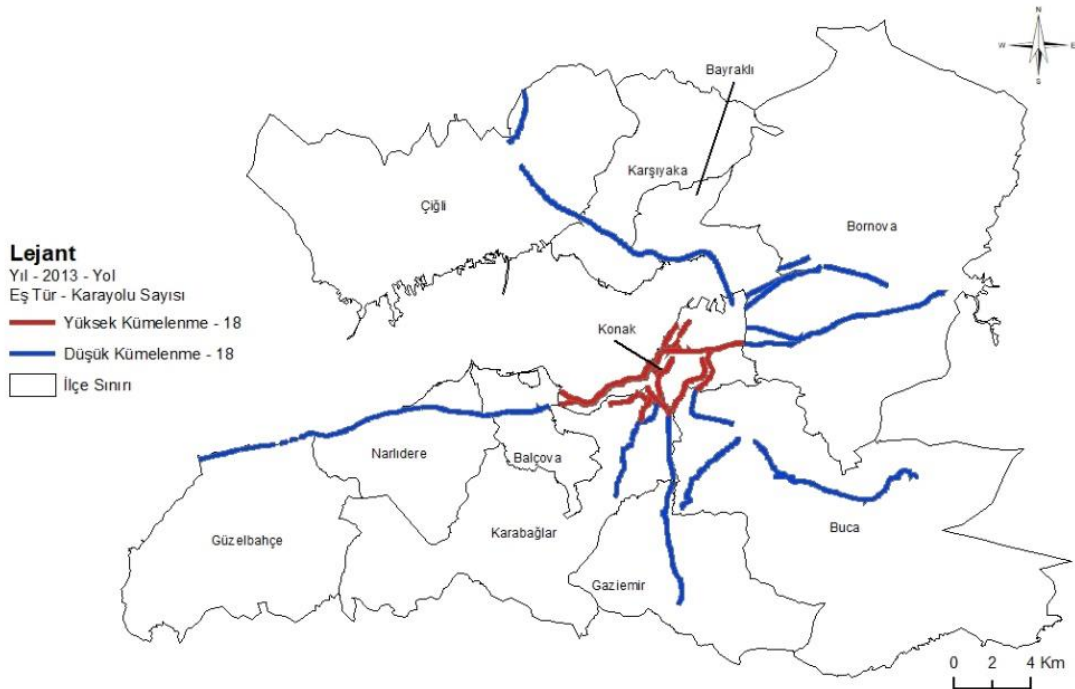 N
W
E
S
Bayraklı
Karşıyaka
Çiğli
Bornova
Lejant
Yıl - 2013 - Yol
Eş Tür - Karayolu Sayısı
Yüksek Kümelenme - 18
Düşük Kümelenme - 18
İlçe Sınırı
Konak
Narlıdere
Balçova
Güzelbahçe
Karabağlar
Buca
Gaziemir
0 2 4 Km